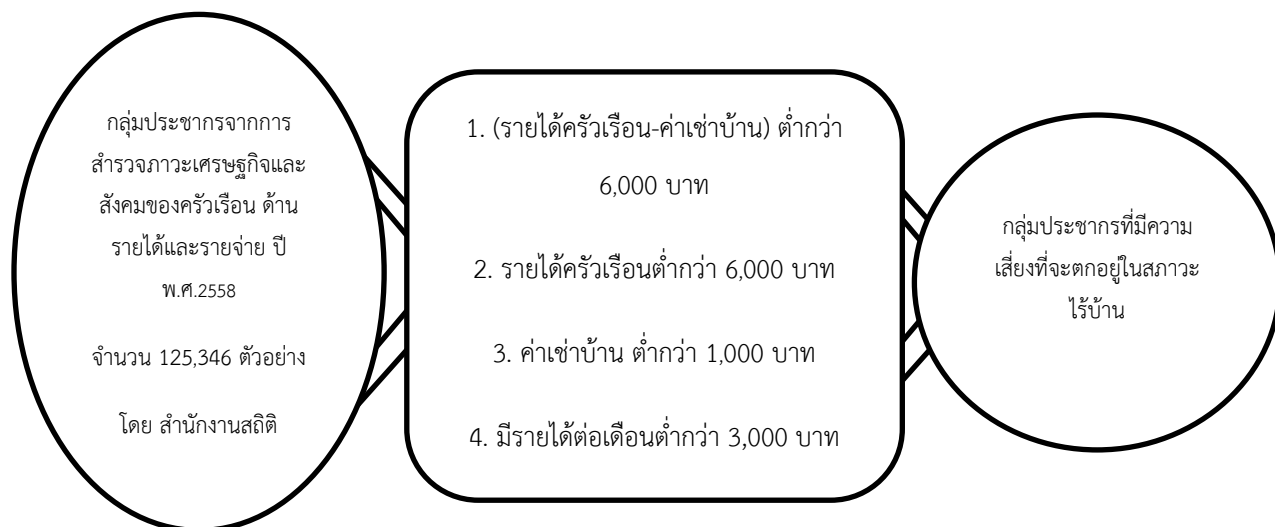 กลุ่มประชากรจากการ
สำรวจภาวะเศรษฐกิจและ
สังคมของครัวเรือน ด้าน
รายได้และรายจ่าย ปี
พ.ศ.2558
จำนวน 125,346 ตัวอย่าง
โดย สำนักงานสถิติ
1. (รายได้ครัวเรือน-ค่าเช่าบ้าน) ต่ำกว่า
6,000 บาท
2. รายได้ครัวเรือนต่ำกว่า 6,000 บาท
3. ค่าเช่าบ้าน ต่ำกว่า 1,000 บาท
4. มีรายได้ต่อเดือนต่ำกว่า 3,000 บาท
กลุ่มประชากรที่มีความ
เสี่ยงที่จะตกอยู่ในสภาวะ
ไร้บ้าน